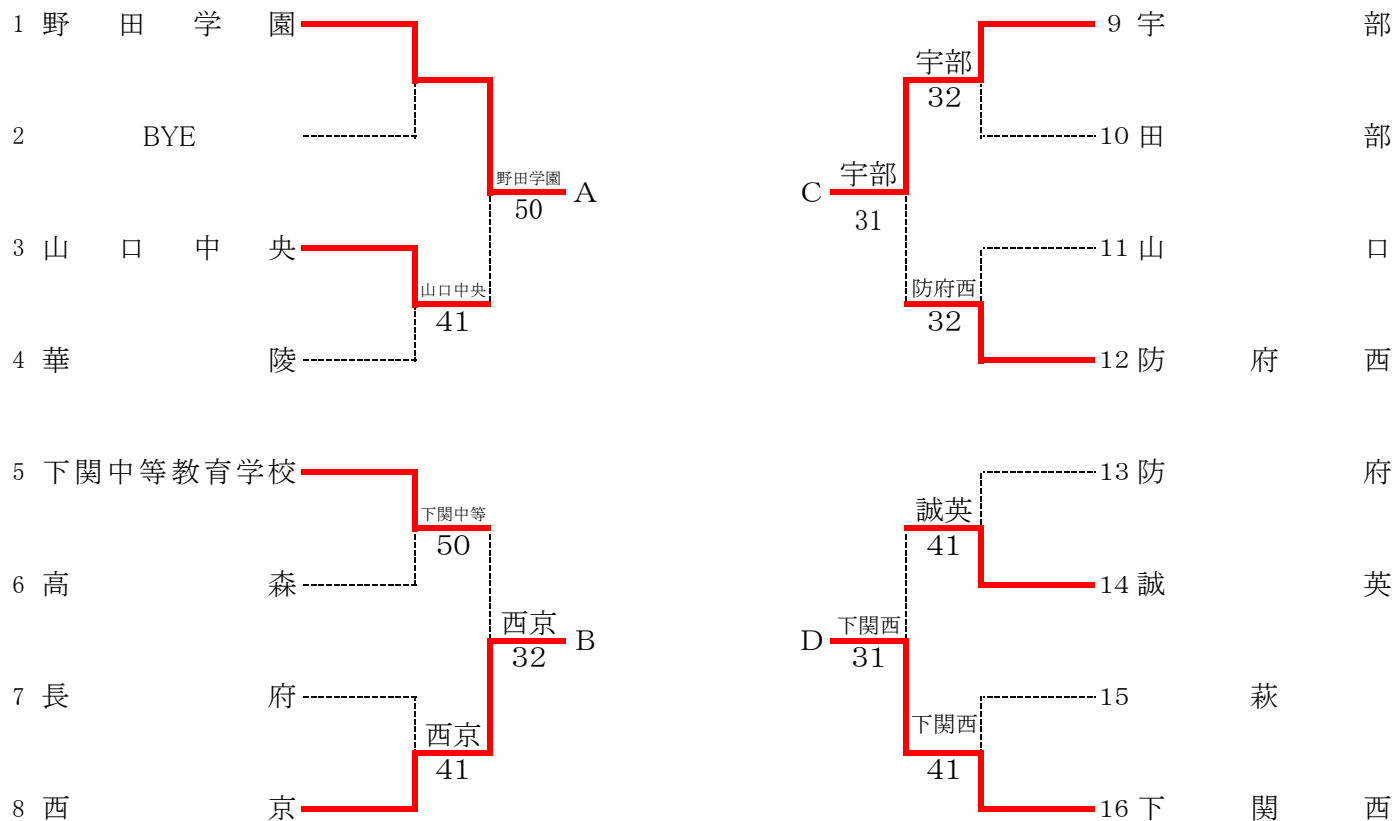 1 野田学園
9 宇部
宇部
32
2 BYE
10 田部
野田学園 A
50
C 宇部
31
3 山口中央
11 山口
山口中央
41
防府西
32
4 華陵
12 防府西
5 下関中等教育学校
13 防府
下関中等
50
誠英
41
6 高森
14 誠英
西京 B
32
D 下関西
31
7 長府
15 萩
西京
41
下関西
41
8 西京
16 下関西